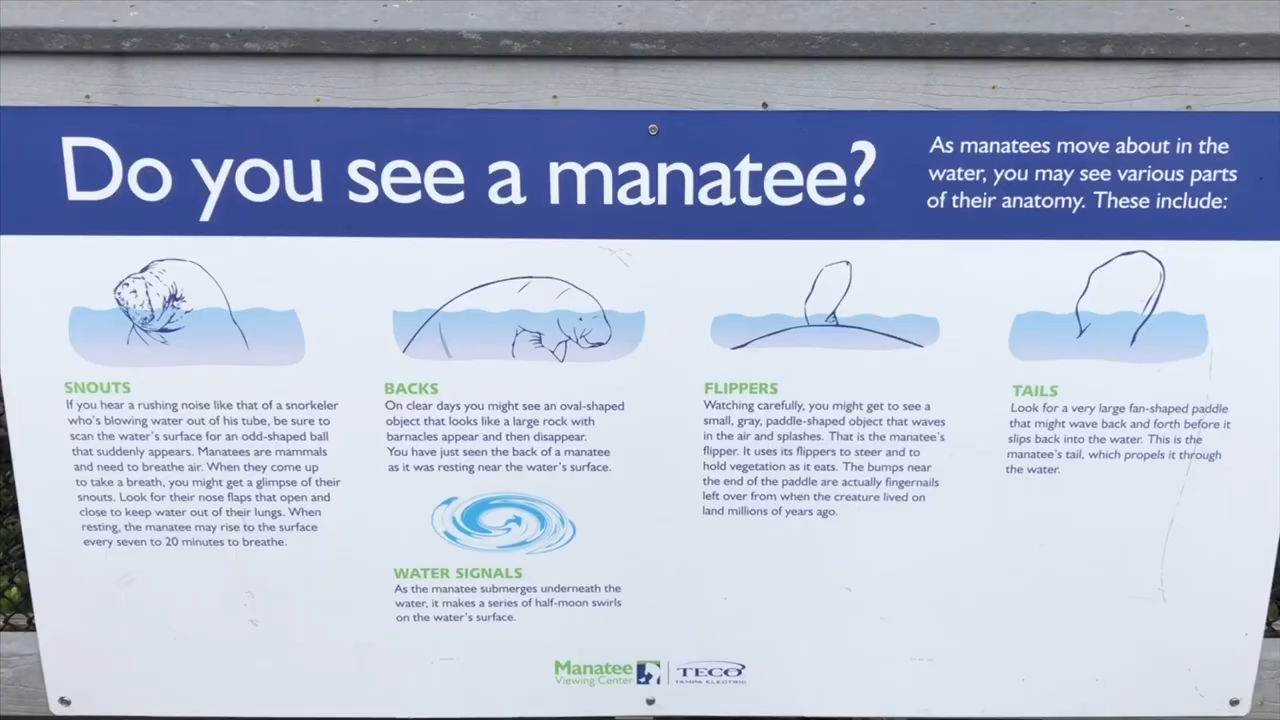 Do you see a manatee?
As manatees move about in the
water, you may see various parts
of their anatomy. These include:
SNOUTS
If you hear a rushing noise like that of a snorkeler
who's blowing water out of his tube, be sure to
scan the water's surface for an odd-shaped ball
that suddenly appears. Manatees are mammals
and need to breathe air. When they come up
to take a breath, you might get a glimpse of their
snouts. Look for their nose flaps that open and
close to keep water out of their lungs. When
resting, the manatee may rise to the surface
every seven to 20 minutes to breathe.
BACKS
On clear days you might see an oval-shaped
object that looks like a large rock with
barnacles appear and then disappear.
You have just seen the back of a manatee
as it was resting near the water's surface.
WATER SIGNALS
As the manatee submerges underneath the
water, it makes a series of half-moon swirls
on the water's surface.
FLIPPERS
Watching carefully, you might get to see a
small, gray, paddle-shaped object that waves
in the air and splashes. That is the manatee's
flipper. It uses its flippers to steer and to
hold vegetation as it eats. The bumps near
the end of the paddle are actually fingernails
left over from when the creature lived on
land millions of years ago.
TAILS
Look for a very large fan-shaped paddle
that might wave back and forth before it
slips back into the water. This is the
manatee's tail, which propels it through
the water.
Manatee
Viewing Center
TECO
TAMPA ELECTRIC